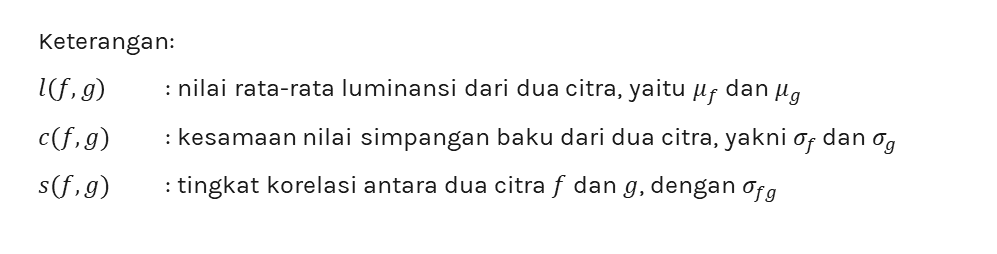 Keterangan:
l(f, g) : nilai rata-rata luminansi dari dua citra, yaitu μ_f dan μ_g
c(f, g) : kesamaan nilai simpangan baku dari dua citra, yakni σ_f dan σ_g
s(f, g) : tingkat korelasi antara dua citra f dan g, dengan σ_fg